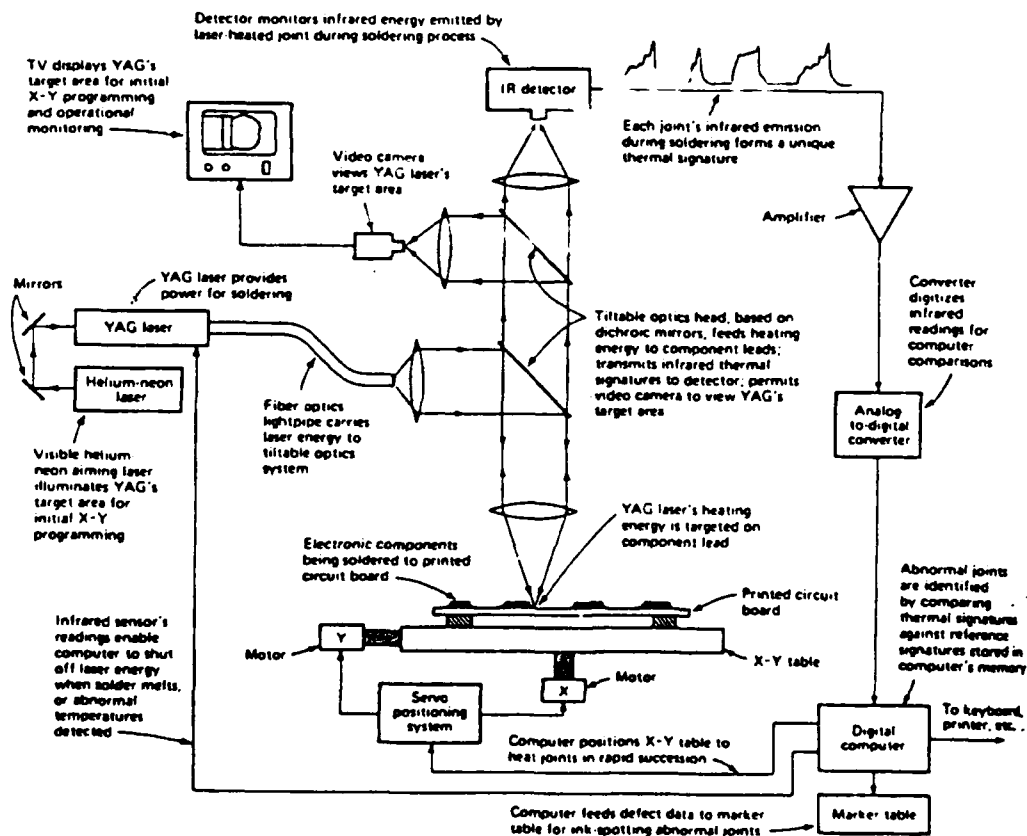 Detector monitors infrared energy emitted by
laser-heated joint during soldering process
TV displays YAG's
target area for initial
X-Y programming
and operational
monitoring
IR detector
Each joint's infrared emission
during soldering forms a unique
thermal signature
Video camera
views YAG laser's
target area
Amplifier
Mirrors
YAG laser provides
power for soldering
YAG laser
Helium-neon
laser
Tiltable optics head, based on
dichroic mirrors, feeds heating
energy to component leads;
transmits infrared thermal
signatures to detector; permits
video camera to view YAG's
target area
Converter
digitizes
infrared
readings for
computer
comparisons
Fiber optics
lightpipe carries
laser energy to
tiltable optics
system
Analog
to-digital
converter
Visible helium-
neon aiming laser
illuminates YAG's
target area for
initial X-Y
programming
YAG laser's heating
energy is targeted on
component lead
Electronic components
being soldered to printed
circuit board
Printed circuit
board
Abnormal joints
are identified
by comparing
thermal signatures
against reference
signatures stored in
computer's memory
Infrared sensor's
readings enable
computer to shut
off laser energy
when solder melts,
or abnormal
temperatures
detected
Y
Motor
X-Y table
X
Motor
Servo
positioning
system
Digital
computer
To keyboard,
printer, etc.
Computer positions X-Y table to
heat joints in rapid succession
Marker table
Computer feeds defect data to marker
table for ink-spotting abnormal joints